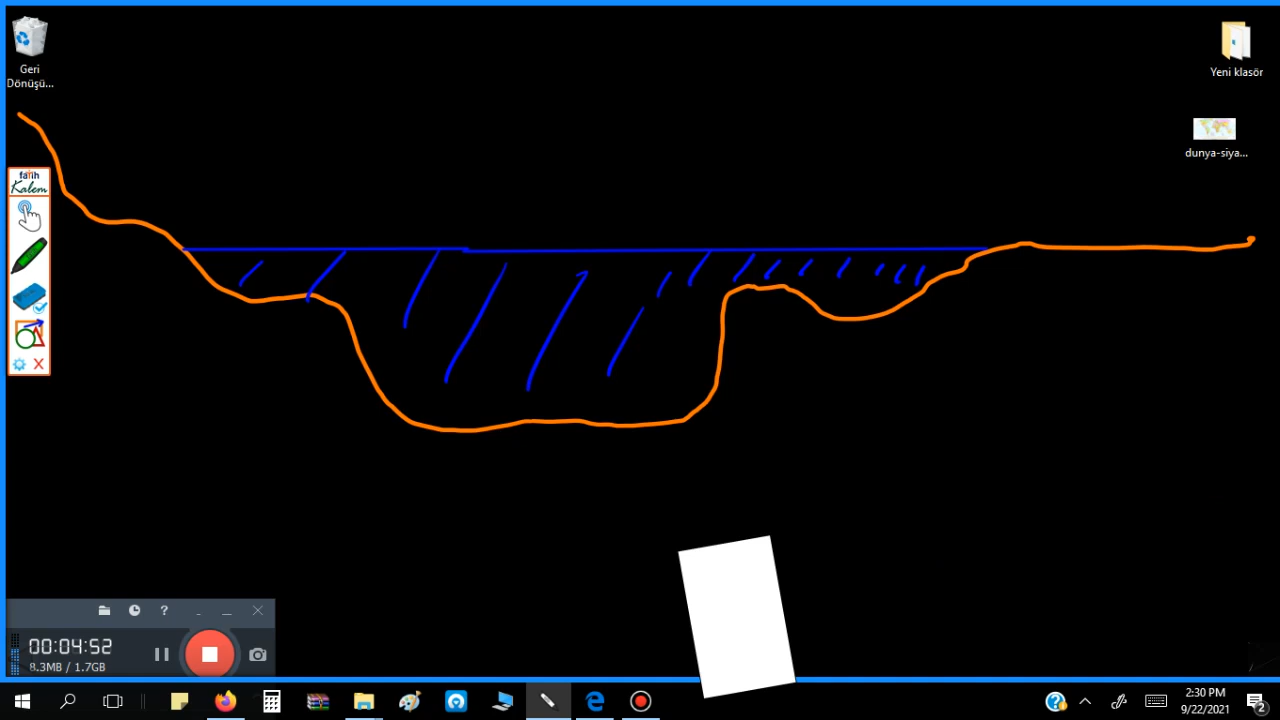 Geri
Dönüşü...
Yeni klasör
dunya-siya...
fatih
Kalem
00:04:52
8.3MB / 1.7GB
2:30 PM
9/22/2021
2